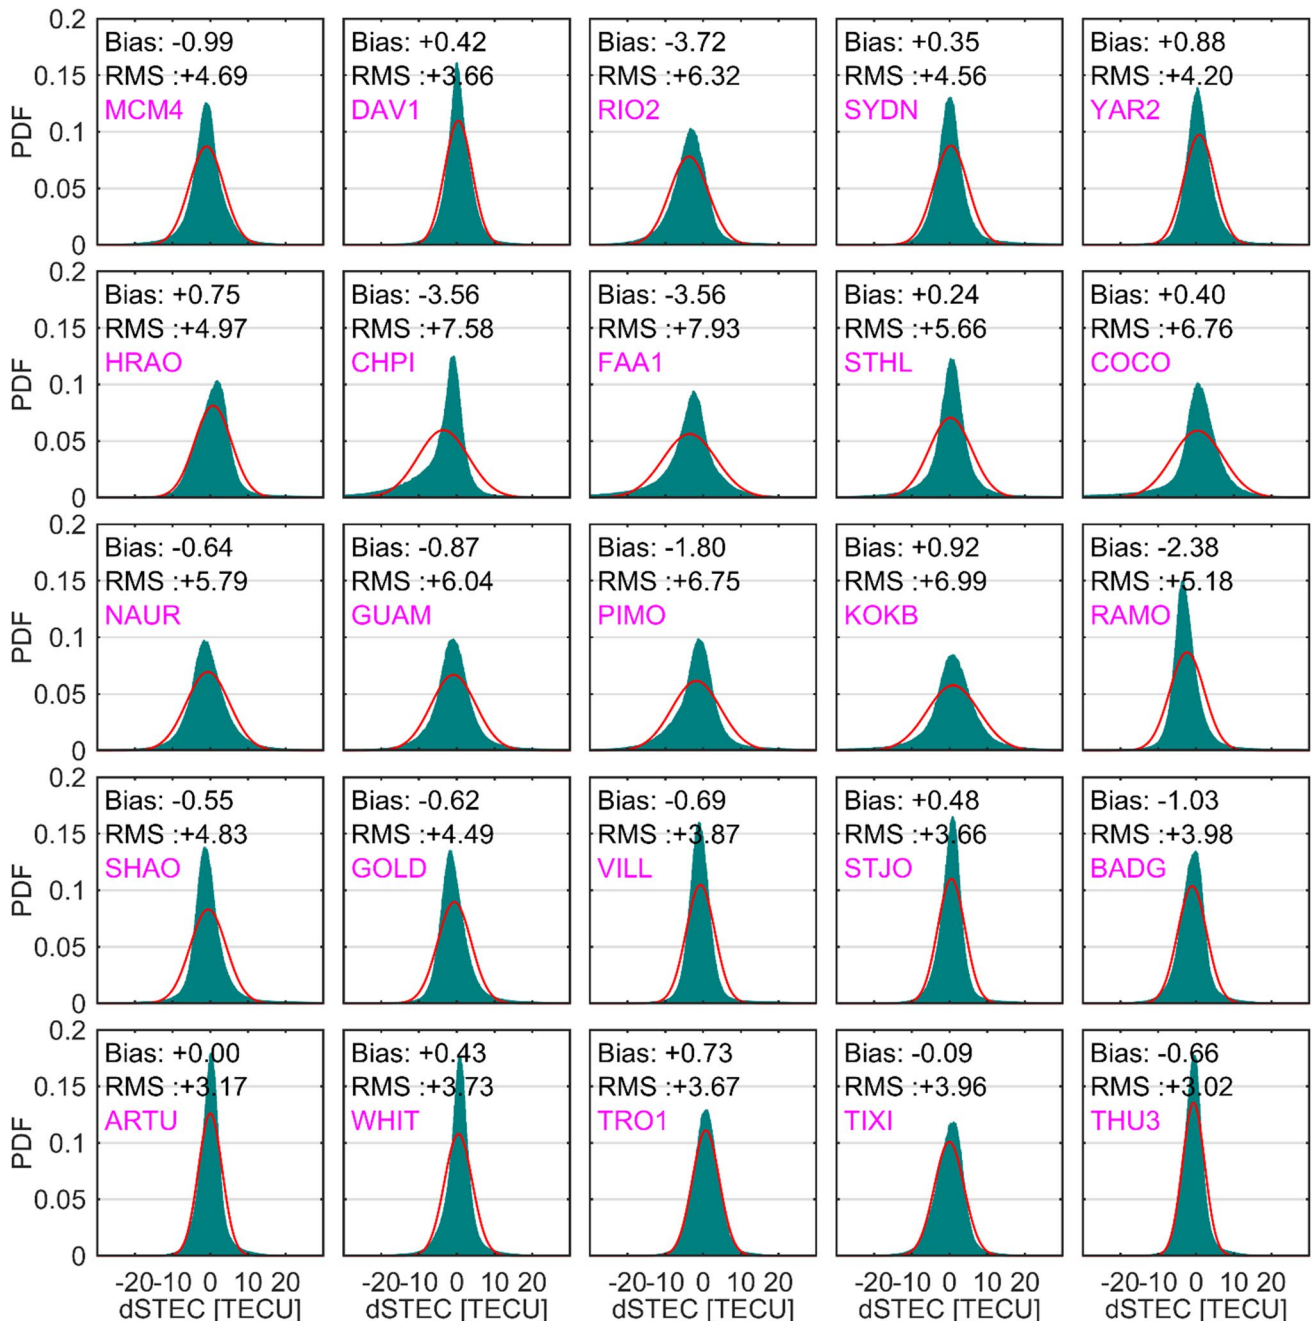 0.2
0.15
0.1
0.05
0
PDF
Bias: -0.99
RMS :+4.69
MCM4
Bias: +0.42
RMS :+3.66
DAV1
Bias: -3.72
RMS :+6.32
RIO2
Bias: +0.35
RMS :+4.56
SYDN
Bias: +0.88
RMS :+4.20
YAR2
0.2
0.15
0.1
0.05
0
PDF
Bias: +0.75
RMS :+4.97
HRAO
Bias: -3.56
RMS :+7.58
CHPI
Bias: -3.56
RMS :+7.93
FAA1
Bias: +0.24
RMS :+5.66
STHL
Bias: +0.40
RMS :+6.76
COCO
0.2
0.15
0.1
0.05
0
PDF
Bias: -0.64
RMS :+5.79
NAUR
Bias: -0.87
RMS :+6.04
GUAM
Bias: -1.80
RMS :+6.75
PIMO
Bias: +0.92
RMS :+6.99
KOKB
Bias: -2.38
RMS :+5.18
RAMO
0.2
0.15
0.1
0.05
0
PDF
Bias: -0.55
RMS :+4.83
SHAO
Bias: -0.62
RMS :+4.49
GOLD
Bias: -0.69
RMS :+3.87
VILL
Bias: +0.48
RMS :+3.66
STJO
Bias: -1.03
RMS :+3.98
BADG
0.2
0.15
0.1
0.05
0
PDF
Bias: +0.00
RMS :+3.17
ARTU
Bias: +0.43
RMS :+3.73
WHIT
Bias: +0.73
RMS :+3.67
TRO1
Bias: -0.09
RMS :+3.96
TIXI
Bias: -0.66
RMS :+3.02
THU3
-20 -10 0 10 20
dSTEC [TECU]
-20 -10 0 10 20
dSTEC [TECU]
-20 -10 0 10 20
dSTEC [TECU]
-20 -10 0 10 20
dSTEC [TECU]
-20 -10 0 10 20
dSTEC [TECU]